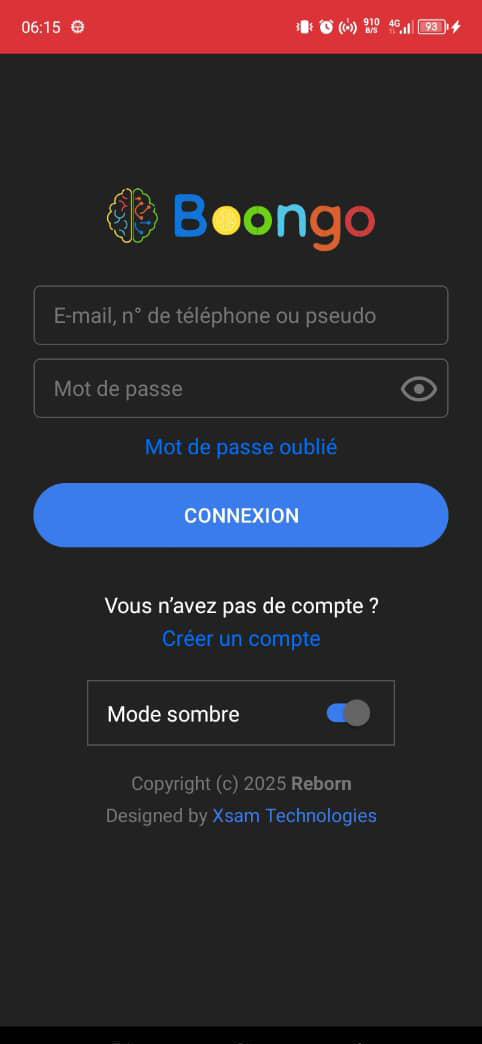 06:15 910 B/S 4G 93
Boongo
E-mail, n° de téléphone ou pseudo
Mot de passe
Mot de passe oublié
CONNEXION
Vous n’avez pas de compte ?
Créer un compte
Mode sombre
Copyright (c) 2025 Reborn
Designed by Xsam Technologies